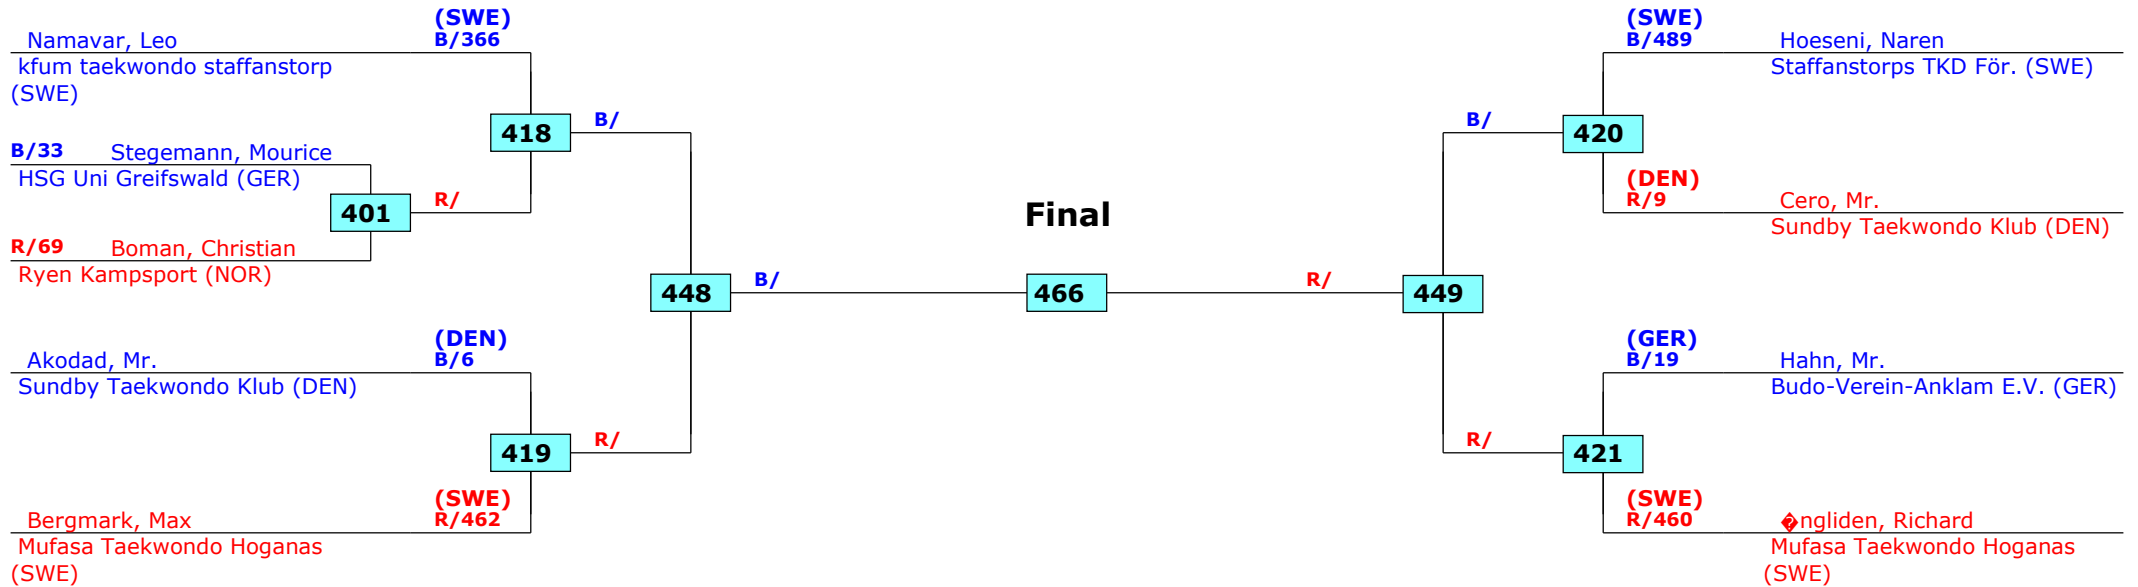 (SWE)
Namavar, Leo
B/366
kfum taekwondo staffanstorp
(SWE)
418
B/
B/33 Stegemann, Mourice
HSG Uni Greifswald (GER)
401
R/
R/69 Boman, Christian
Ryen Kampsport (NOR)
448
B/
(DEN)
Akodad, Mr.
B/6
Sundby Taekwondo Klub (DEN)
419
R/
(SWE)
Bergmark, Max
R/462
Mufasa Taekwondo Hoganas
(SWE)
Final
466
(SWE)
B/489
Hoeseni, Naren
Staffanstorps TKD För. (SWE)
B/
420
(DEN)
R/9
Cero, Mr.
Sundby Taekwondo Klub (DEN)
R/
449
(GER)
B/19
Hahn, Mr.
Budo-Verein-Anklam E.V. (GER)
R/
421
(SWE)
R/460
�ngliden, Richard
Mufasa Taekwondo Hoganas
(SWE)